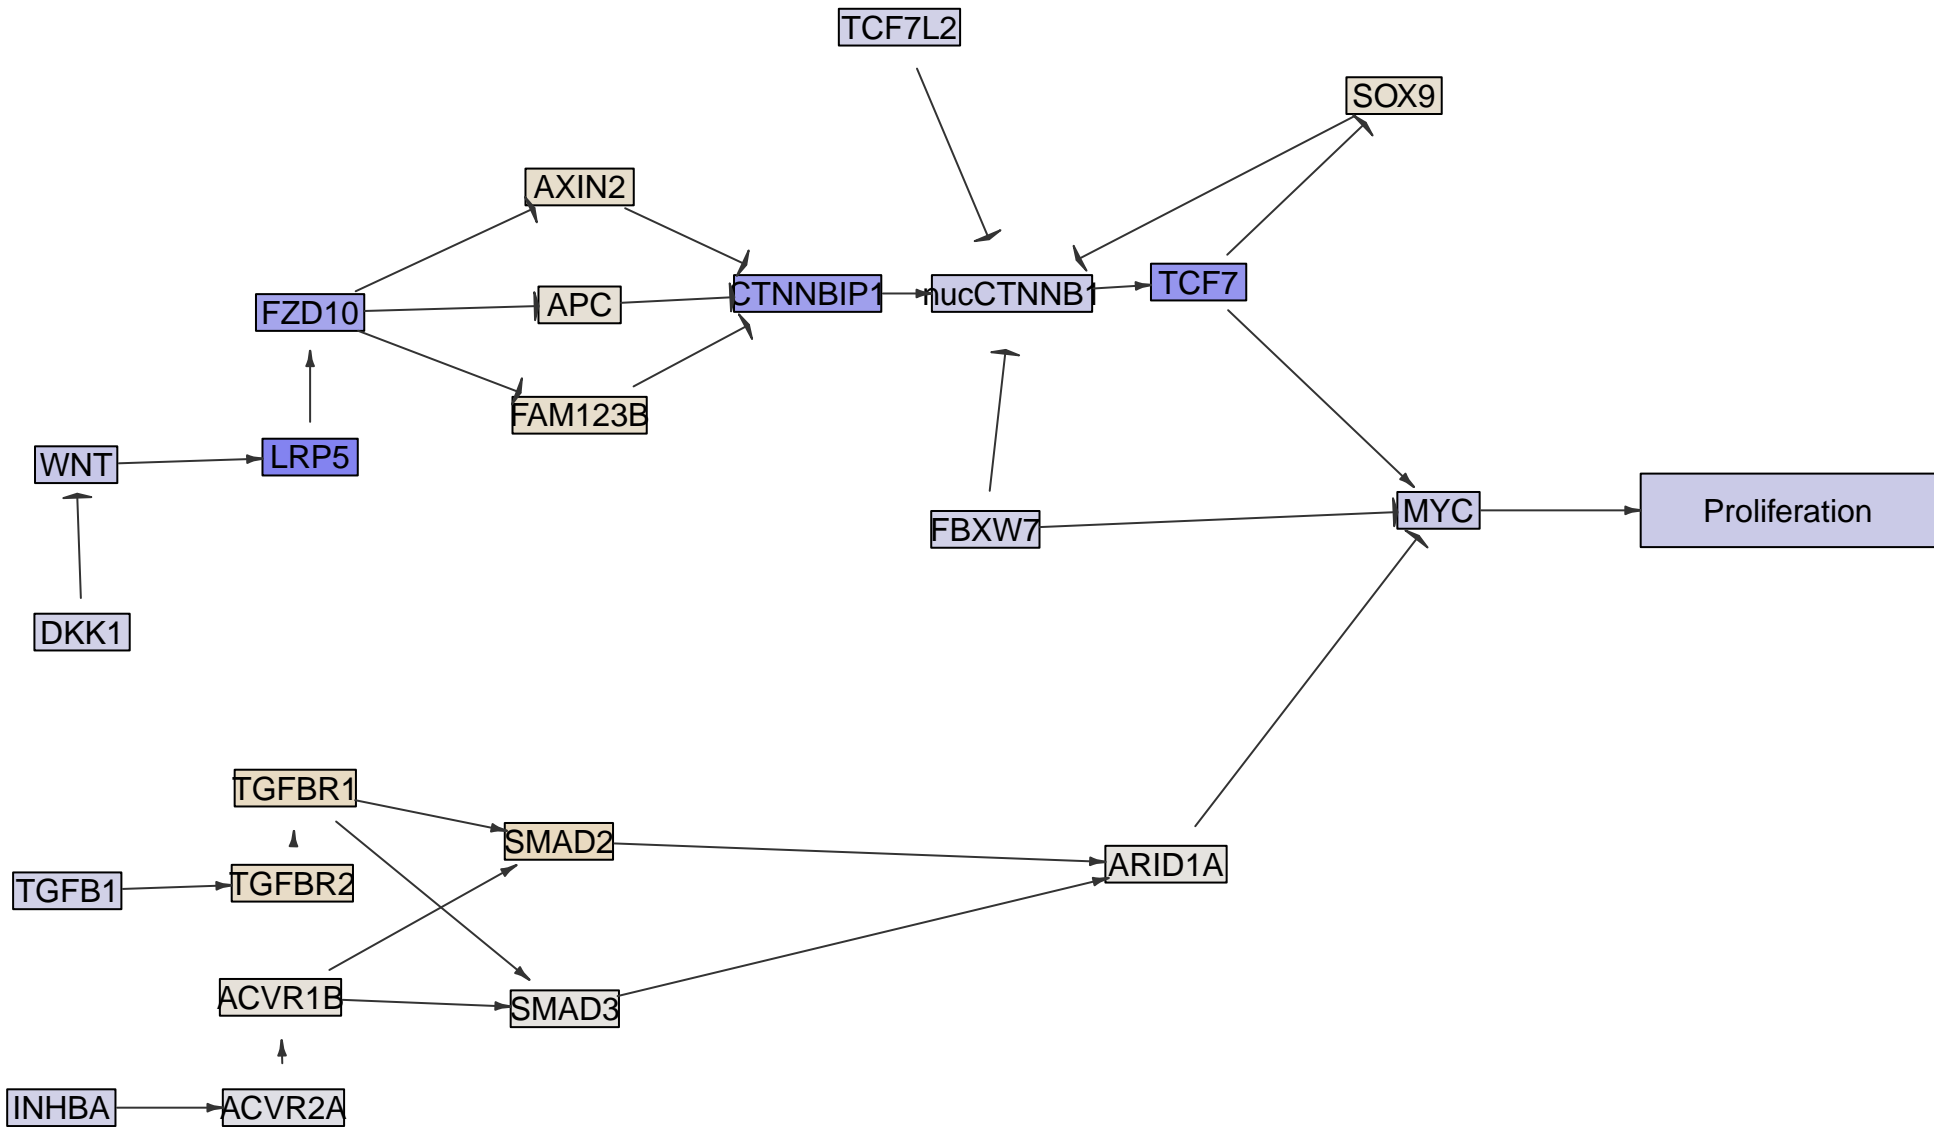 TCF7L2
SOX9
AXIN2
FZD10
APC
CTNNBIP1
nucCTNNB1
TCF7
FAM123B
WNT
LRP5
FBXW7
MYC
Proliferation
DKK1
TGFBR1
SMAD2
ARID1A
TGFB1
TGFBR2
ACVR1B
SMAD3
INHBA
ACVR2A